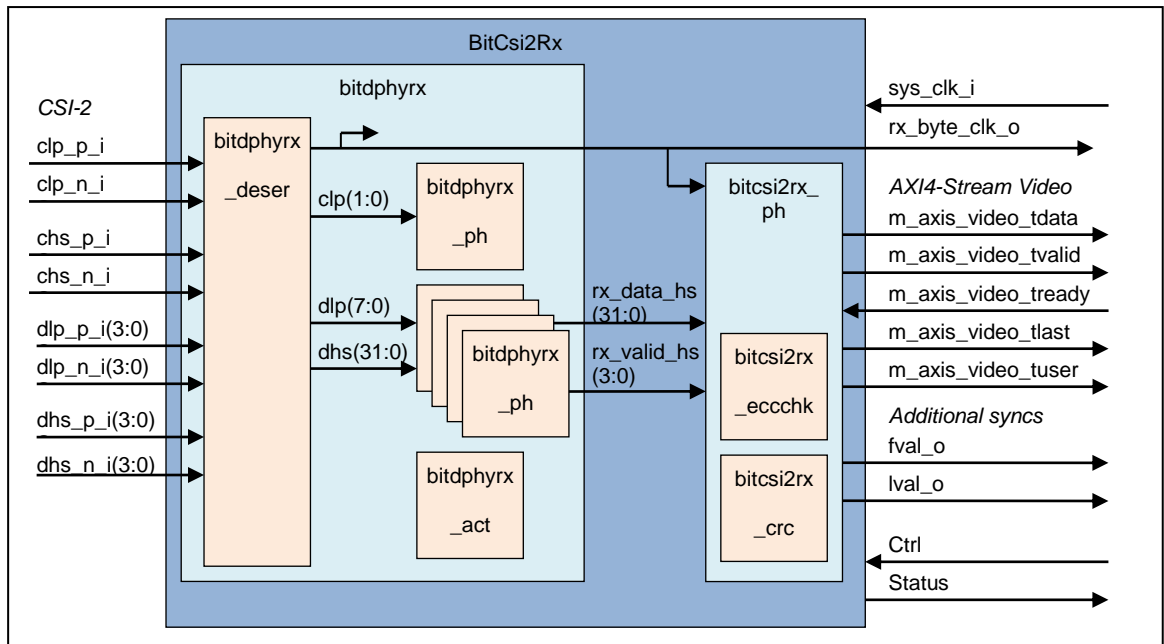 BitCsi2Rx
bitdphyrx
CSI-2
clp_p_i
clp_n_i
chs_p_i
chs_n_i
dlp_p_i(3:0)
dlp_n_i(3:0)
dhs_p_i(3:0)
dhs_n_i(3:0)
bitdphyrx
_deser
clp(1:0)
dlp(7:0)
dhs(31:0)
bitdphyrx
_ph
bitdphyrx
_ph
bitdphyrx
_act
rx_data_hs
(31:0)
rx_valid_hs
(3:0)
bitcsi2rx_
ph
bitcsi2rx
_eccchk
bitcsi2rx
_crc
sys_clk_i
rx_byte_clk_o
AXI4-Stream Video
m_axis_video_tdata
m_axis_video_tvalid
m_axis_video_tready
m_axis_video_tlast
m_axis_video_tuser
Additional syncs
fval_o
lval_o
Ctrl
Status